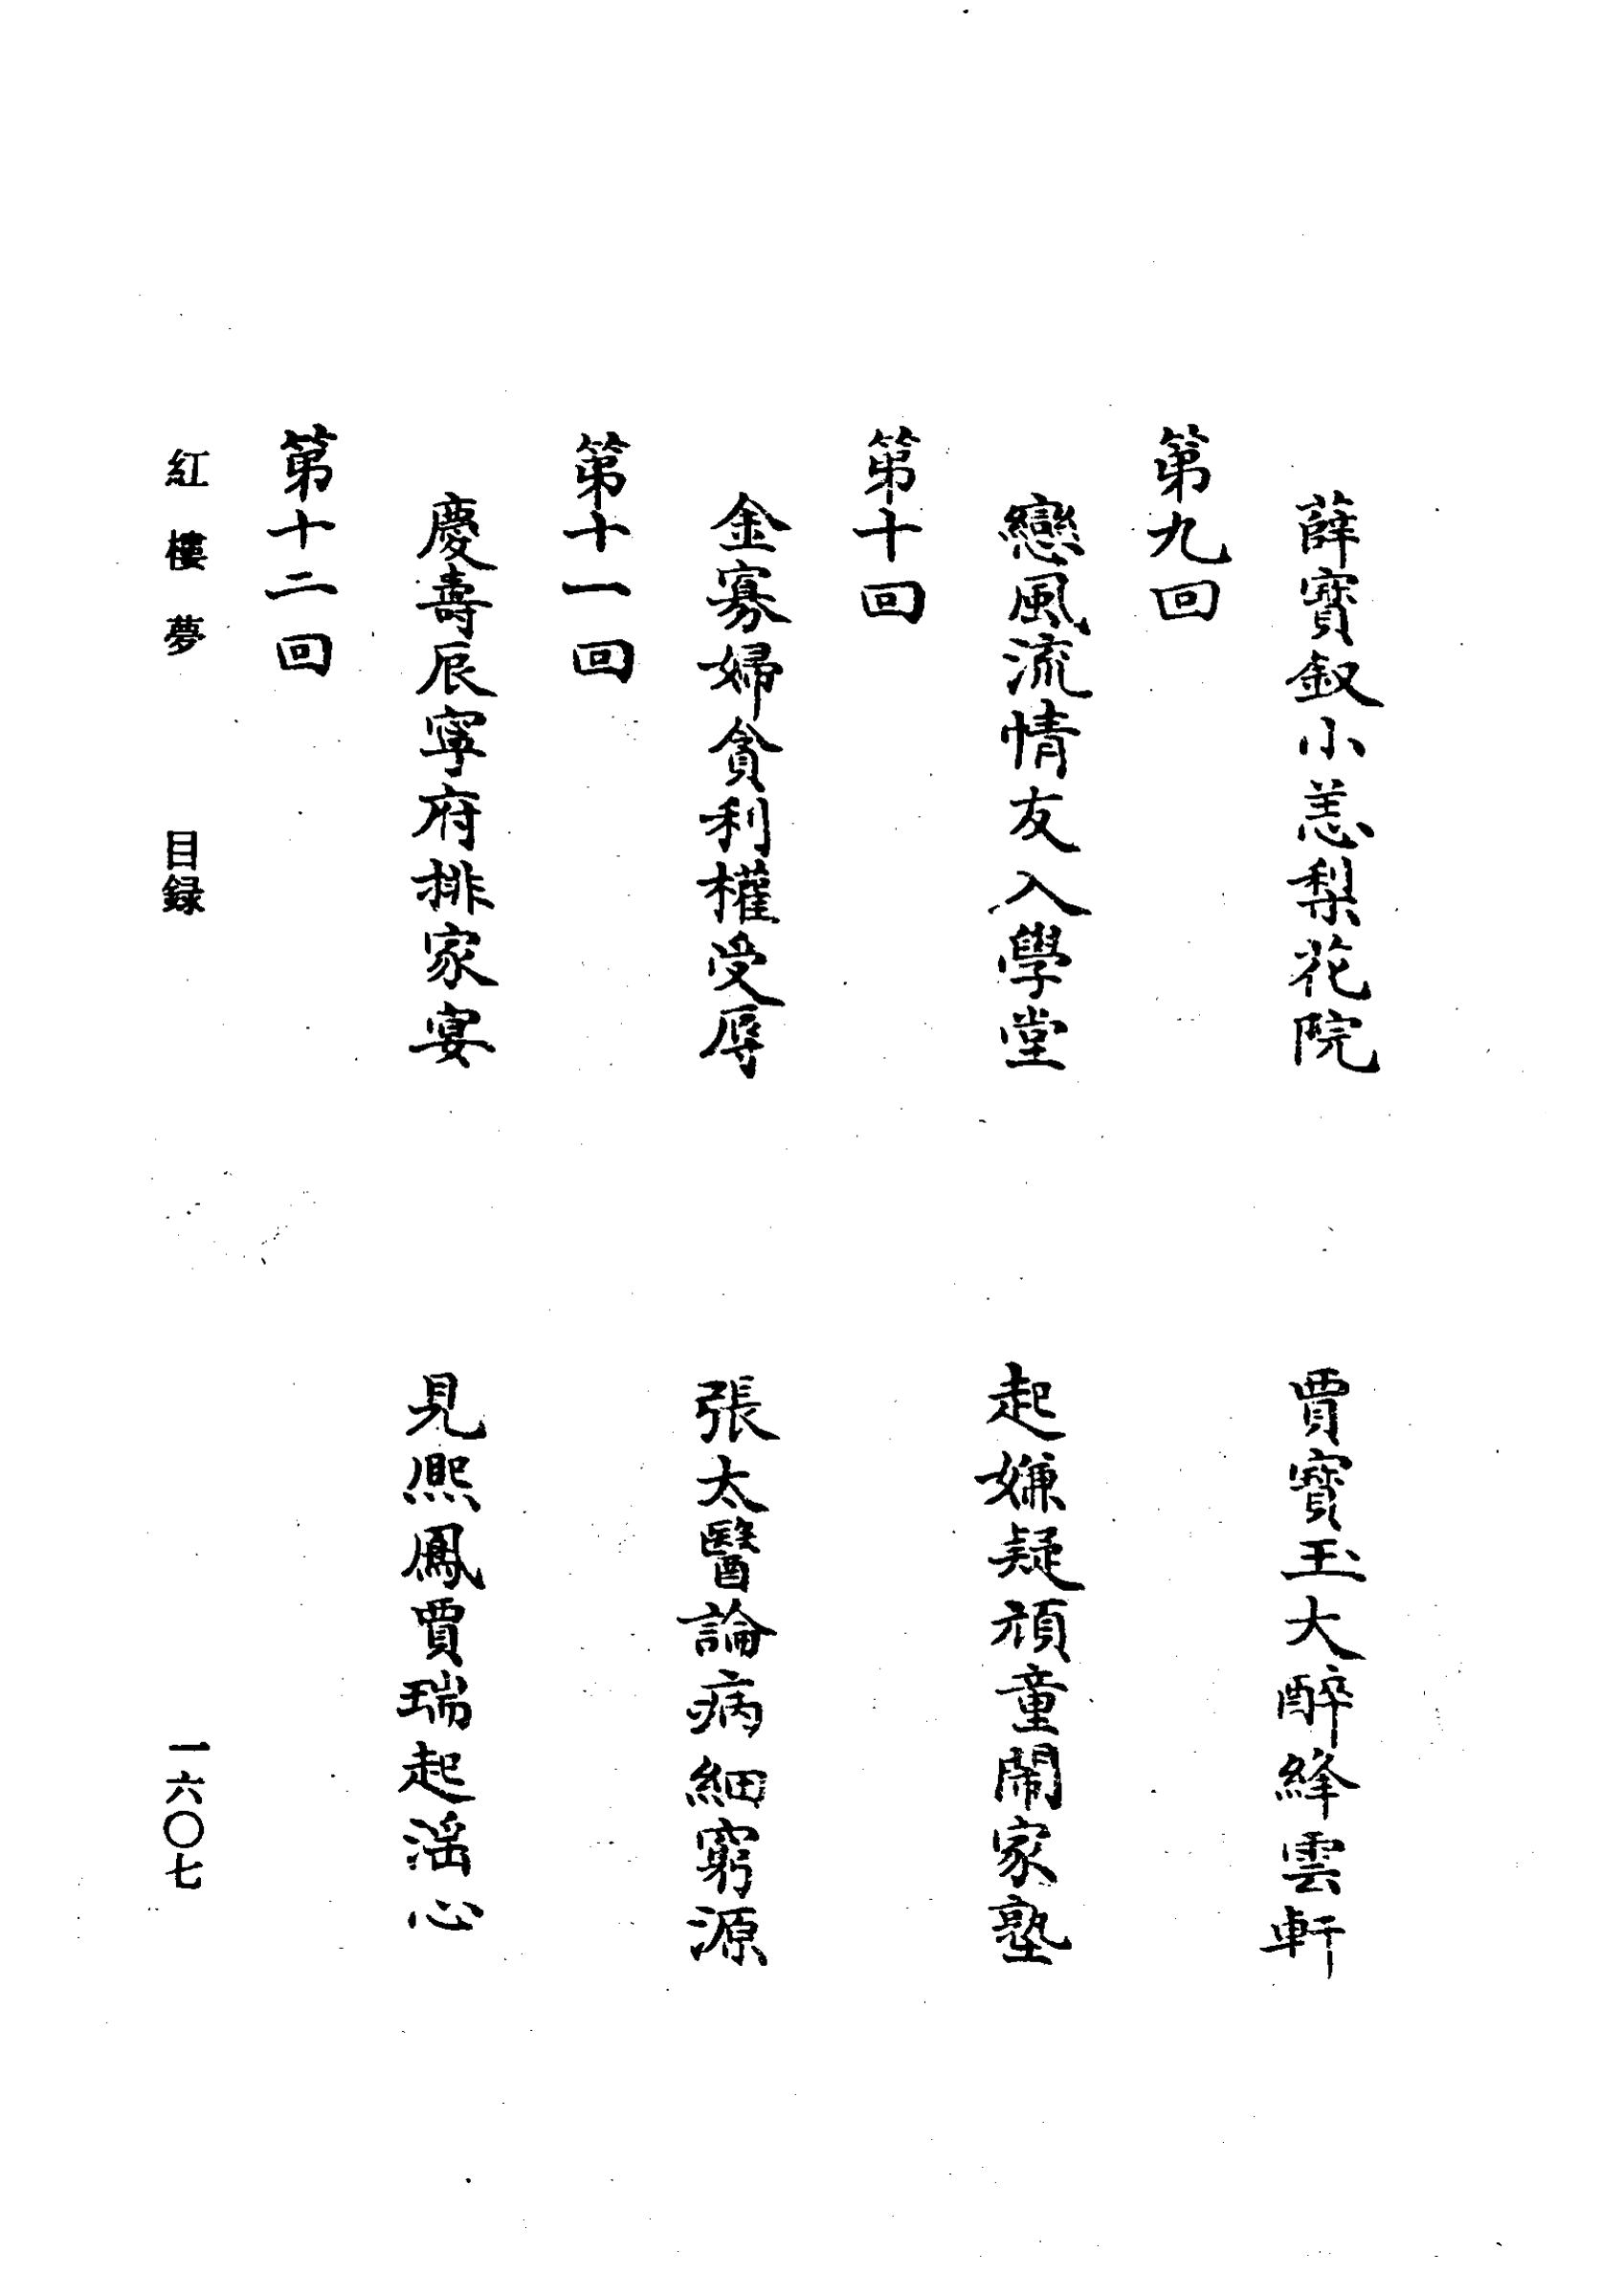 薛寶釵小恙梨花院　賈寶玉大醉絳雲軒
第九回
戀風流情友入學堂　起嫌疑頑童鬧家塾
第十回
金寡婦貪利權受辱　張太醫論病細窮源
第十一回
慶壽辰寧府排家宴　見熈鳳賈瑞起滛心
第十二回
紅樓夢　目録　一六〇七